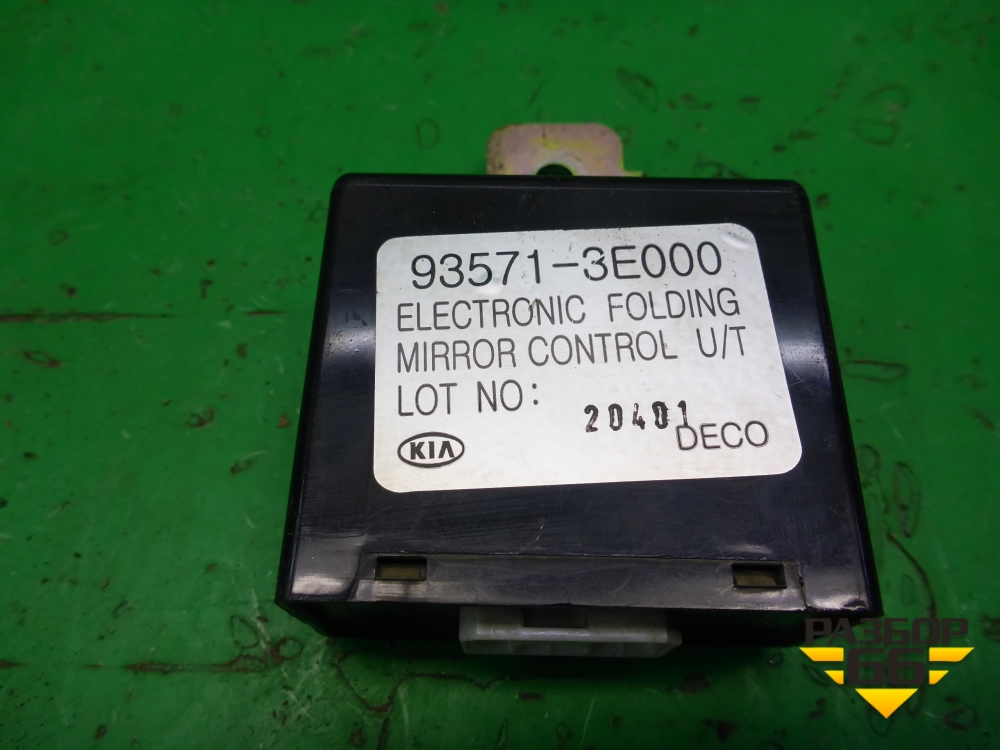 93571-3E000
ELECTRONIC FOLDING
MIRROR CONTROL U/T
LOT NO: 20401
KIA DECO
РАЗБОР
66